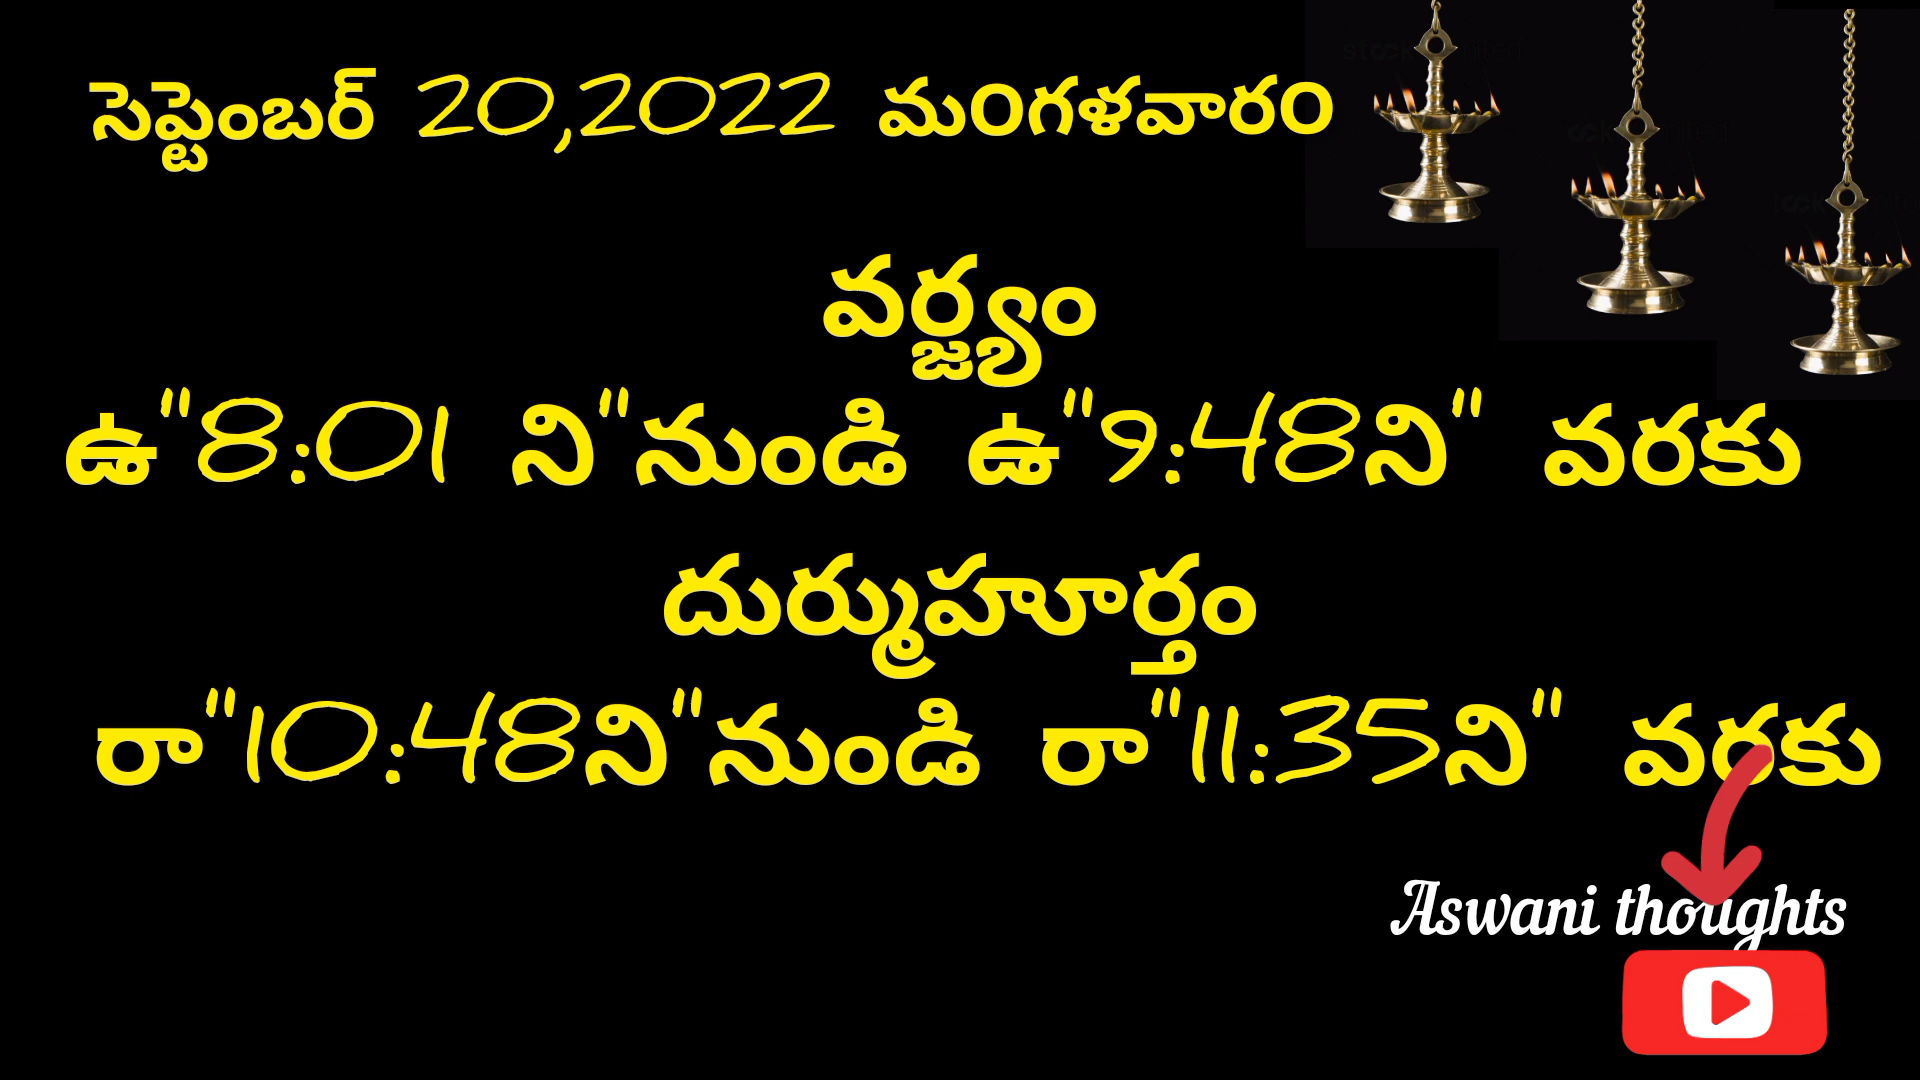 సెప్టెంబర్ 20,2022 మంగళవారం
వర్జ్యం
ఉ"8:01 ని"నుండి ఉ"9:48ని" వరకు
దుర్ముహూర్తం
రా"10:48ని"నుండి రా"11:35ని" వరకు
Aswani thoughts